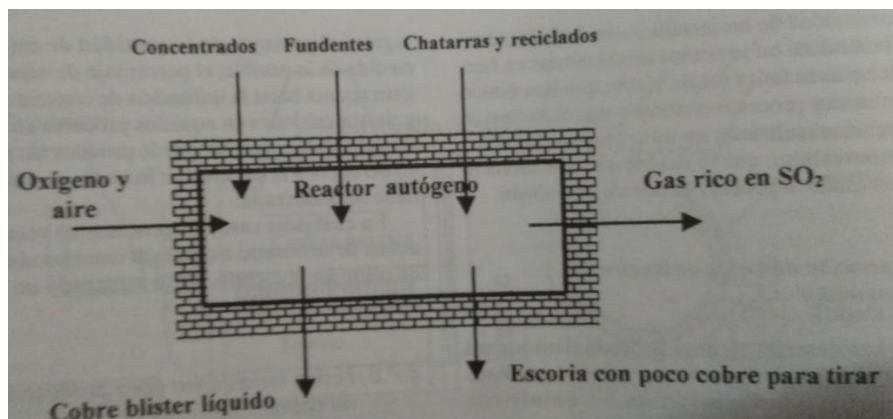 Concentrados Fundentes Chatarras y reciclados
Oxígeno y
aire
Reactor autógeno
Gas rico en SO₂
Cobre blister líquido
Escoria con poco cobre para tirar